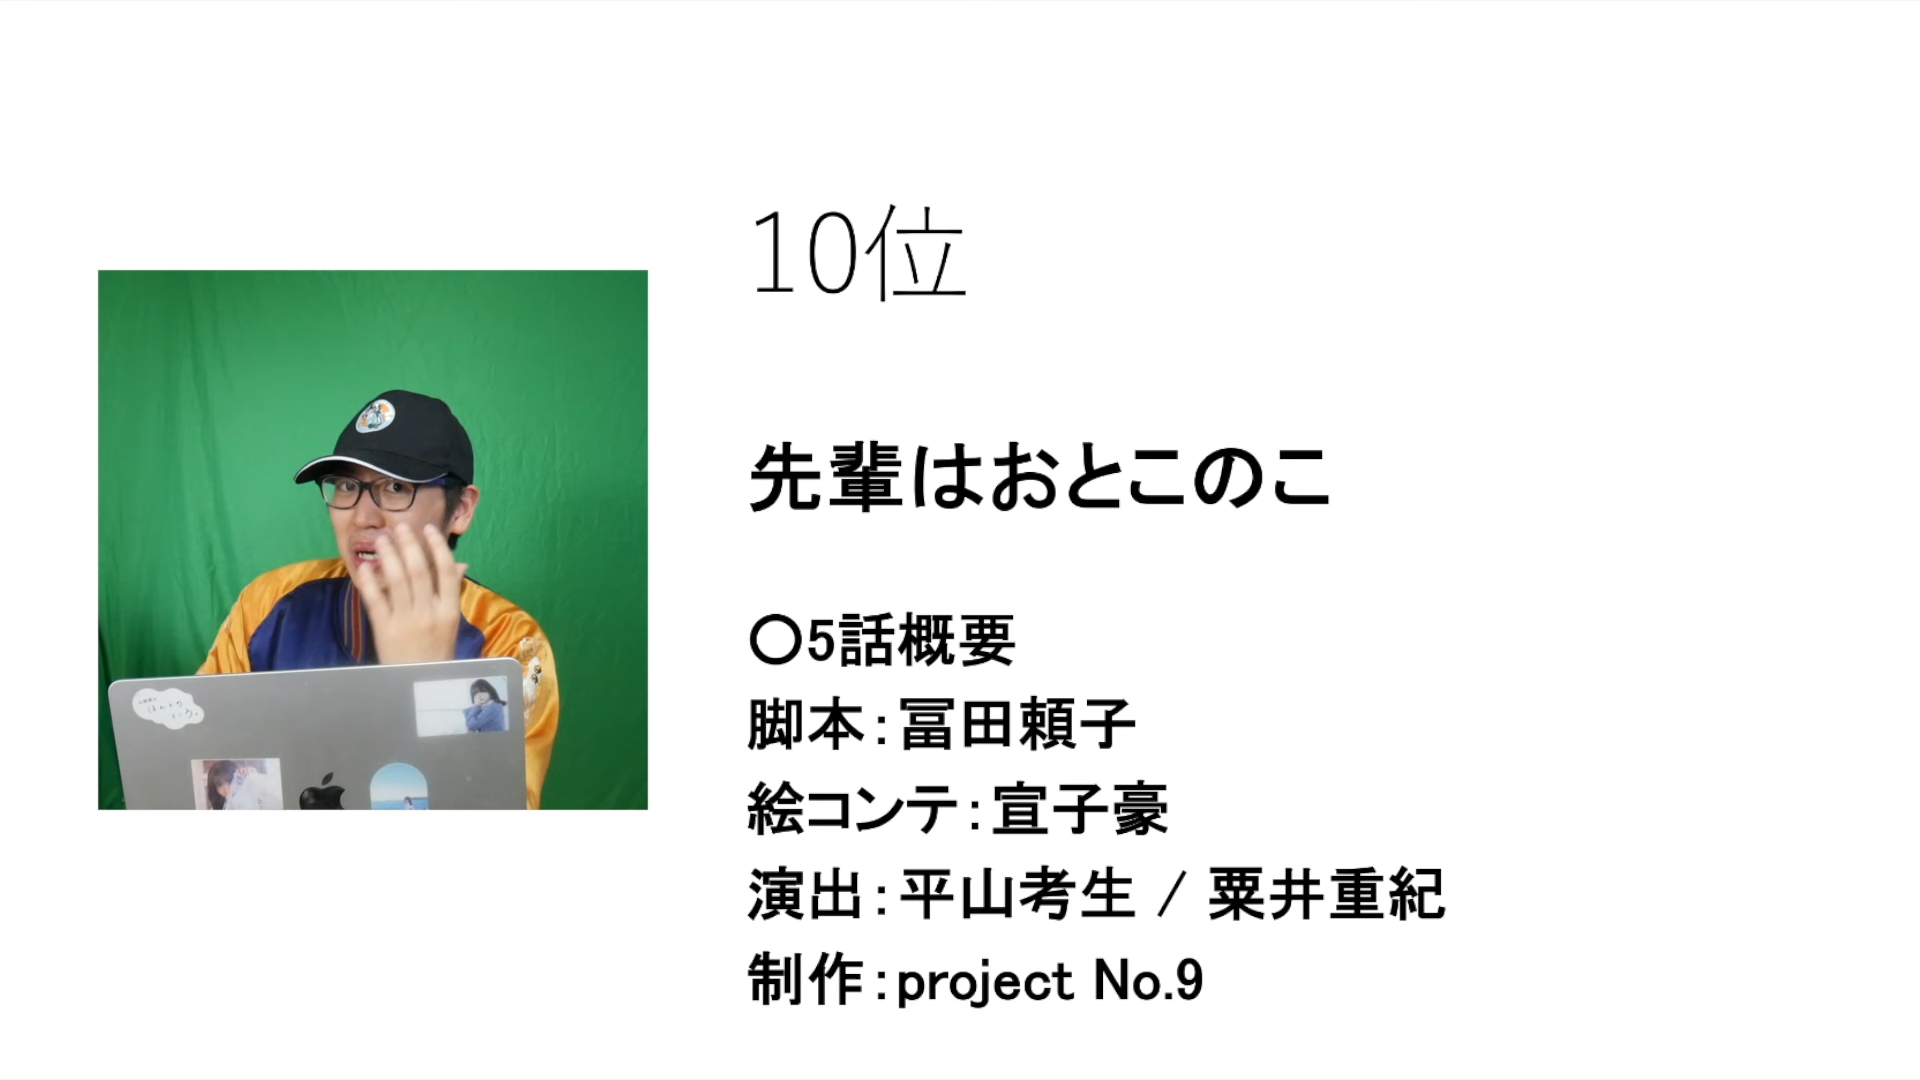 10位
先輩はおとこのこ
〇5話概要
脚本：冨田頼子
絵コンテ：宣子豪
演出：平山考生 / 粟井重紀
制作：project No.9